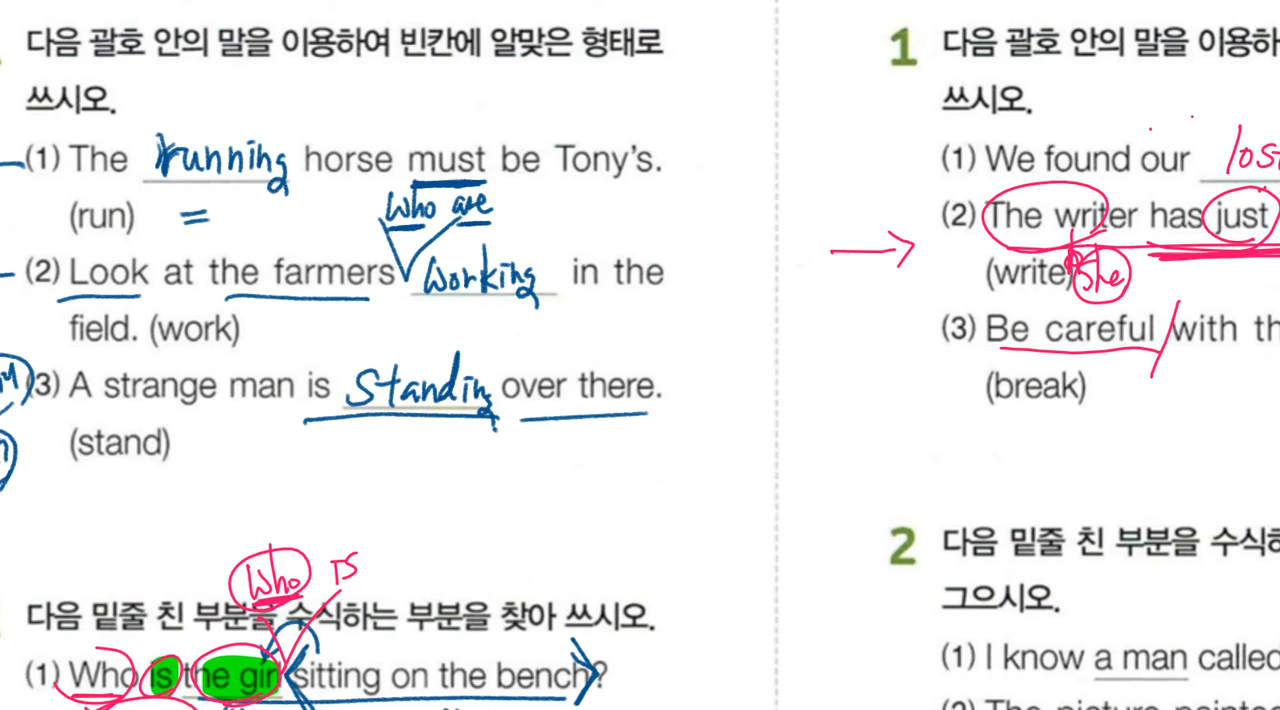 다음 괄호 안의 말을 이용하여 빈칸에 알맞은 형태로
쓰시오.
(1) The running horse must be Tony's.
(run) =
who are
(2) Look at the farmers working in the
field. (work)
(3) A strange man is standing over there.
(stand)
who is
다음 밑줄 친 부분을 수식하는 부분을 찾아 쓰시오.
(1) Who is the girl sitting on the bench?
1 다음 괄호 안의 말을 이용하
쓰시오.
(1) We found our los
(2) The writer has just
(write) she
(3) Be careful with th
(break)
2 다음 밑줄 친 부분을 수식하
그으시오.
(1) I know a man called